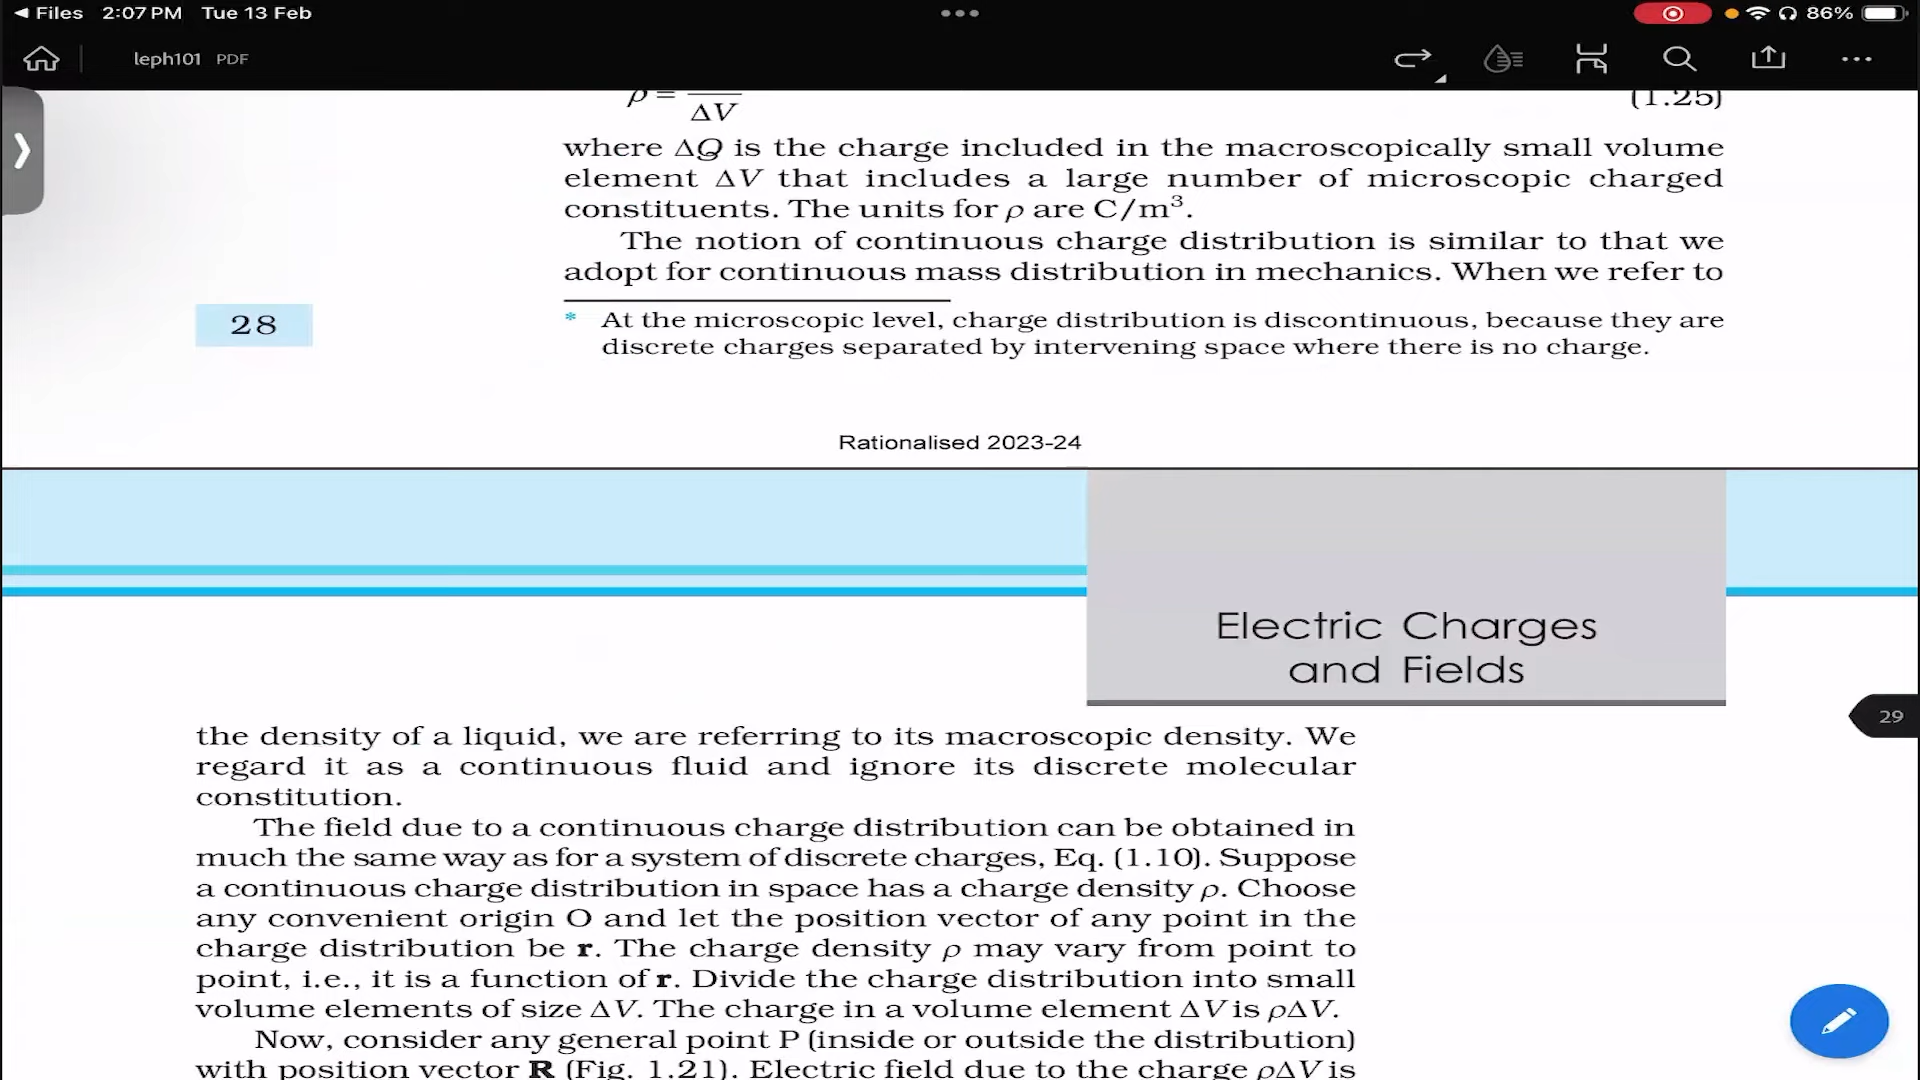 Files 2:07 PM Tue 13 Feb
86%
leph101 PDF
ρ = ΔV
(1.25)
where ΔQ is the charge included in the macroscopically small volume
element ΔV that includes a large number of microscopic charged
constituents. The units for ρ are C/m³.
The notion of continuous charge distribution is similar to that we
adopt for continuous mass distribution in mechanics. When we refer to
28
* At the microscopic level, charge distribution is discontinuous, because they are
discrete charges separated by intervening space where there is no charge.
Rationalised 2023-24
Electric Charges
and Fields
29
the density of a liquid, we are referring to its macroscopic density. We
regard it as a continuous fluid and ignore its discrete molecular
constitution.
The field due to a continuous charge distribution can be obtained in
much the same way as for a system of discrete charges, Eq. (1.10). Suppose
a continuous charge distribution in space has a charge density ρ. Choose
any convenient origin O and let the position vector of any point in the
charge distribution be r. The charge density ρ may vary from point to
point, i.e., it is a function of r. Divide the charge distribution into small
volume elements of size ΔV. The charge in a volume element ΔV is ρΔV.
Now, consider any general point P (inside or outside the distribution)
with position vector R (Fig. 1.21). Electric field due to the charge ρΔV is